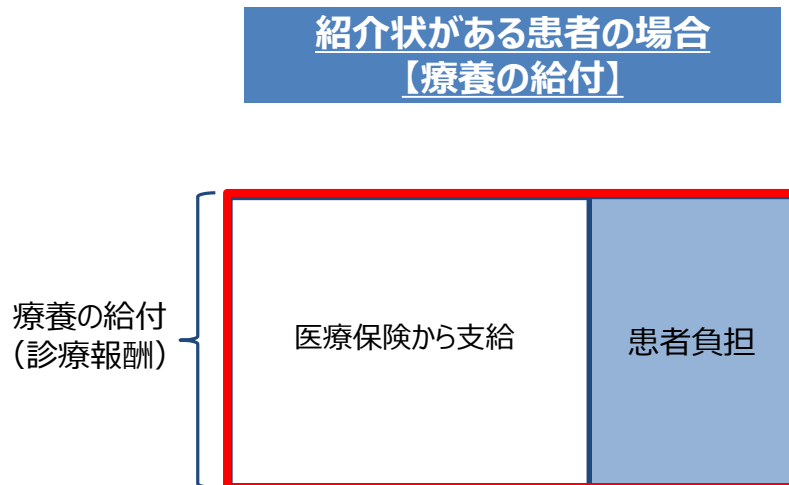 紹介状がある患者の場合
【療養の給付】
療養の給付
（診療報酬）
医療保険から支給
患者負担